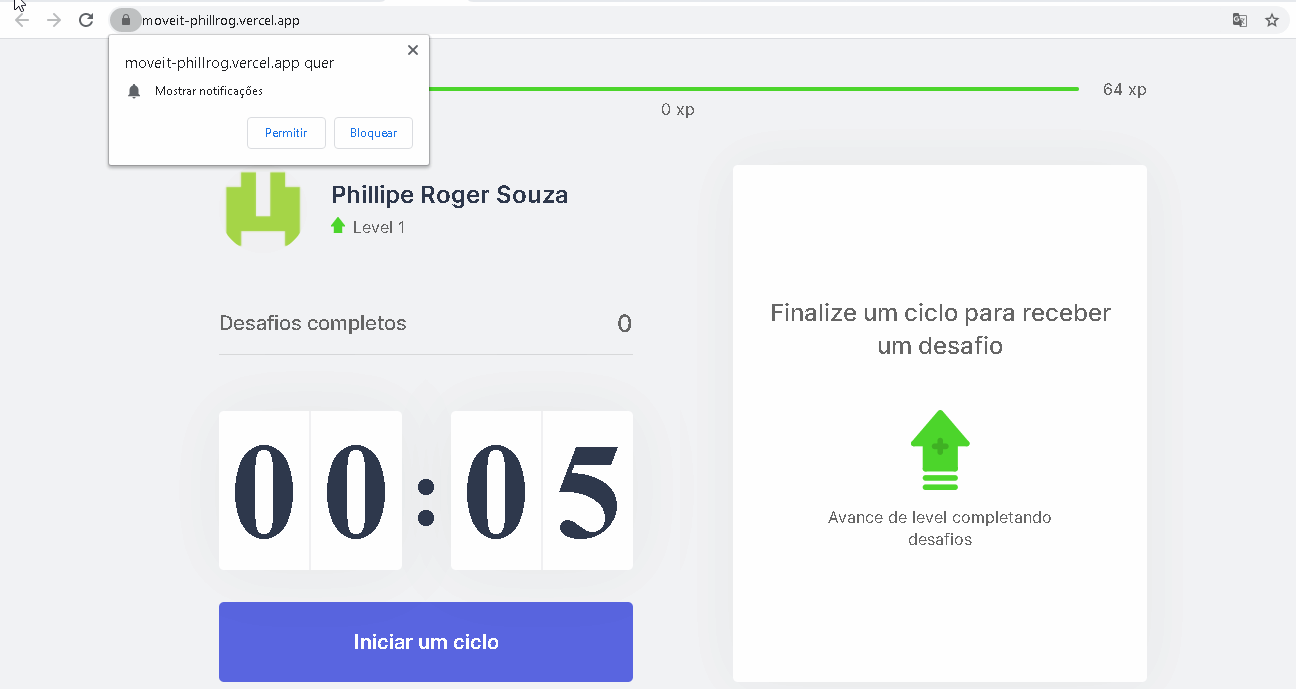 moveit-phillrog.vercel.app
moveit-phillrog.vercel.app quer
Mostrar notificações
Permitir
Bloquear
64 xp
0 xp
Phillipe Roger Souza
Level 1
Desafios completos
0
00:05
Iniciar um ciclo
Finalize um ciclo para receber
um desafio
Avance de level completando
desafios